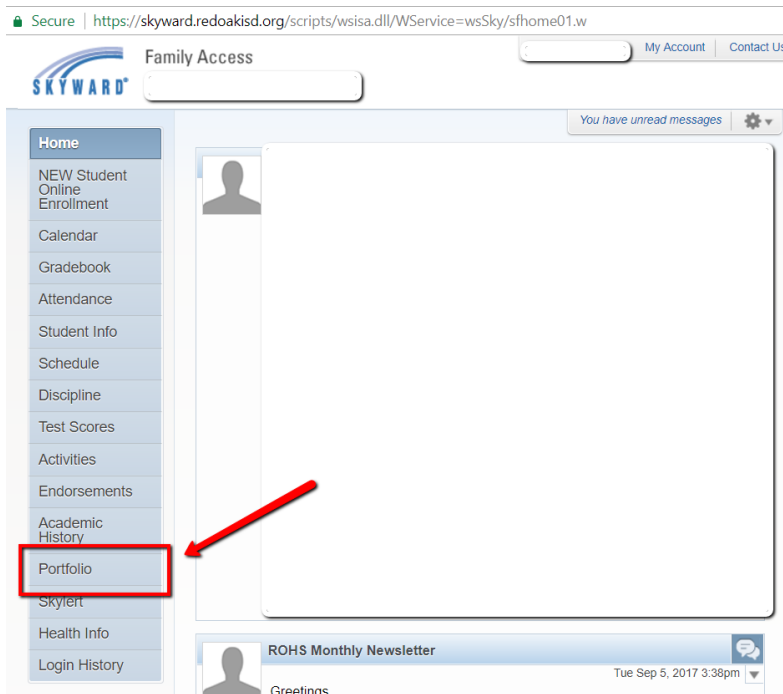 Secure | https://skyward.redoakisd.org/scripts/wsisa.dll/WService=wsSky/sfhome01.w
SKYWARD®
Family Access
My Account
Contact Us
You have unread messages
Home
NEW Student
Online
Enrollment
Calendar
Gradebook
Attendance
Student Info
Schedule
Discipline
Test Scores
Activities
Endorsements
Academic
History
Portfolio
Skylert
Health Info
Login History
ROHS Monthly Newsletter
Tue Sep 5, 2017 3:38pm
Greetings